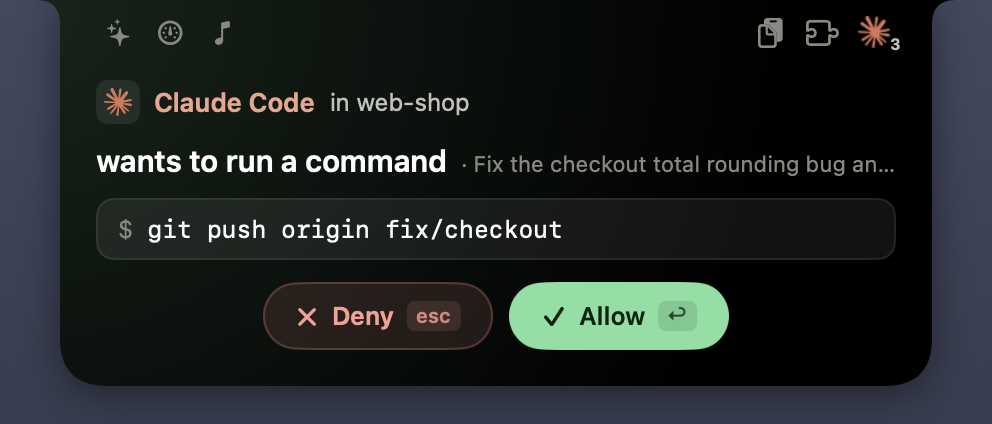 3
Claude Code in web-shop
wants to run a command · Fix the checkout total rounding bug an...
$ git push origin fix/checkout
Deny esc Allow